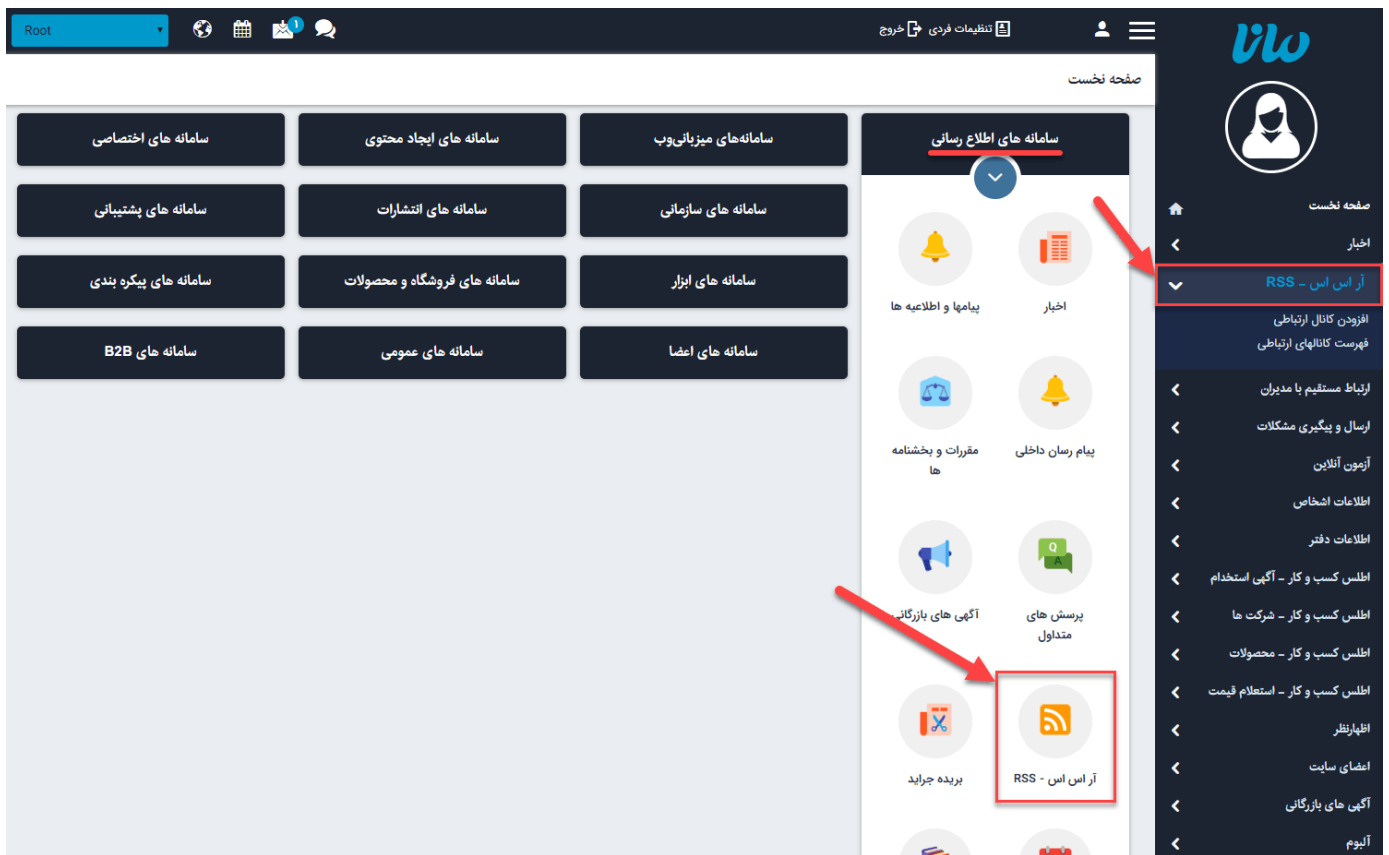 مانا
تنظیمات فردی
خروج
۱
Root
صفحه نخست
صفحه نخست
اخبار
آر اس اس – RSS
افزودن کانال ارتباطی
فهرست کانالهای ارتباطی
ارتباط مستقیم با مدیران
ارسال و پیگیری مشکلات
آزمون آنلاین
اطلاعات اشخاص
اطلاعات دفتر
اطلس کسب و کار – آگهی استخدام
اطلس کسب و کار – شرکت ها
اطلس کسب و کار – محصولات
اطلس کسب و کار – استعلام قیمت
اظهارنظر
اعضای سایت
آگهی های بازرگانی
آلبوم
سامانه های اطلاع رسانی
اخبار
پیامها و اطلاعیه ها
پیام رسان داخلی
مقررات و بخشنامه
ها
Q
A
پرسش های
متداول
آگهی های بازرگانی
آر اس اس - RSS
بریده جراید
سامانه‌های میزبانی‌وب
سامانه های ایجاد محتوی
سامانه های اختصاصی
سامانه های سازمانی
سامانه های انتشارات
سامانه های پشتیبانی
سامانه های ابزار
سامانه های فروشگاه و محصولات
سامانه های پیکره بندی
سامانه های اعضا
سامانه های عمومی
سامانه های B2B